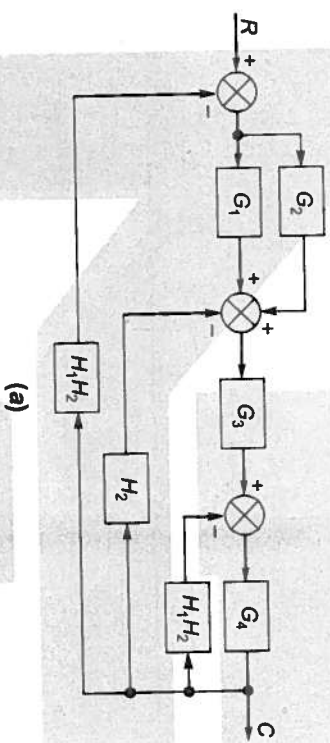 R
+
−
G₂
G₁
+
+
−
G₃
+
−
G₄
C
H₁H₂
H₂
H₁H₂
(a)